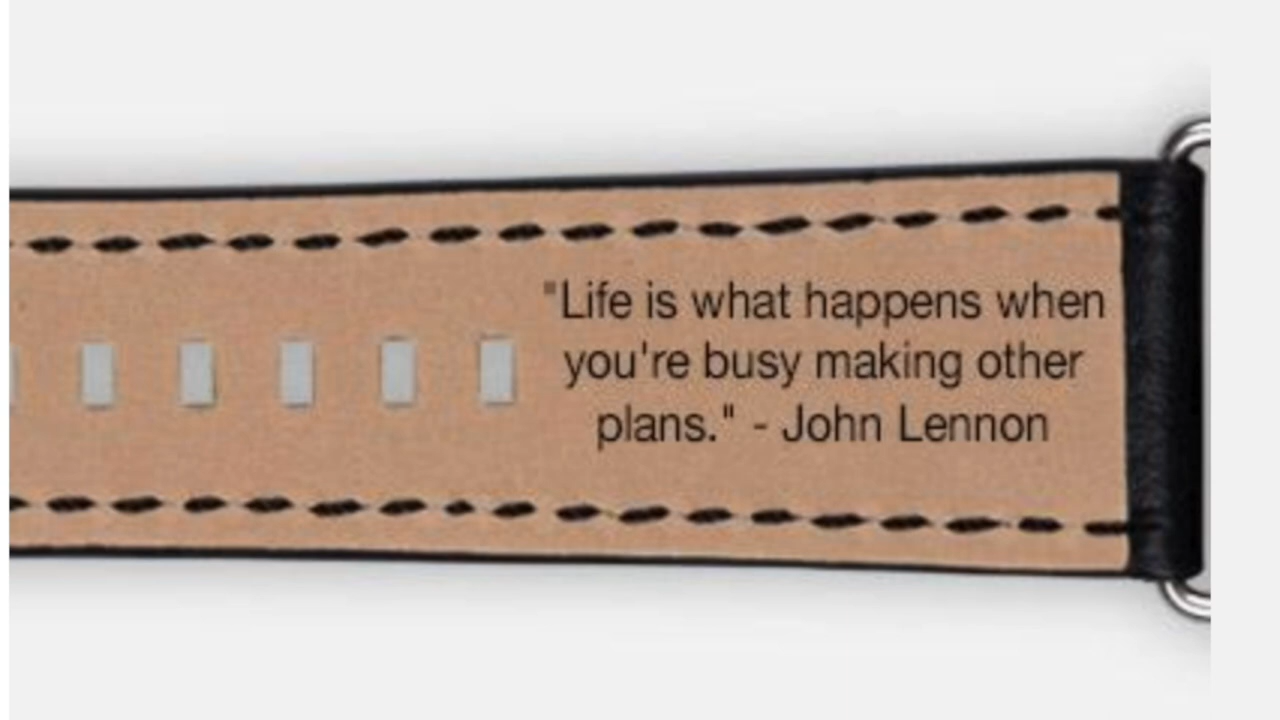 "Life is what happens when
you're busy making other
plans." - John Lennon